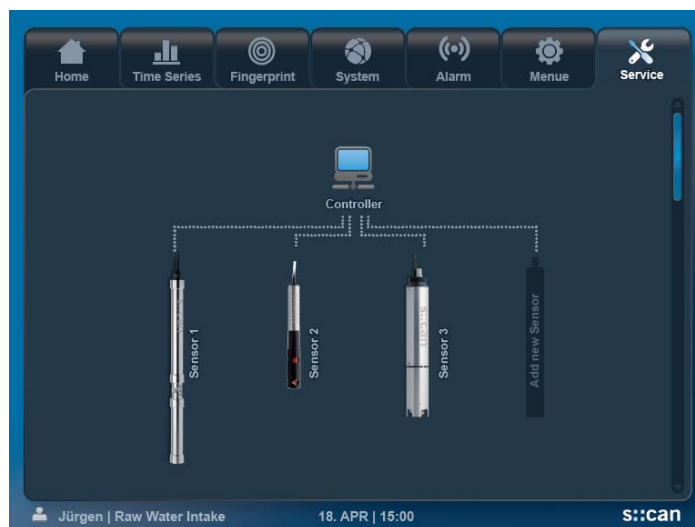 Home
Time Series
Fingerprint
System
Alarm
Menue
Service
Controller
Sensor 1
Sensor 2
Sensor 3
Add new Sensor
s::can
Jürgen | Raw Water Intake
18. APR | 15:00
s::can